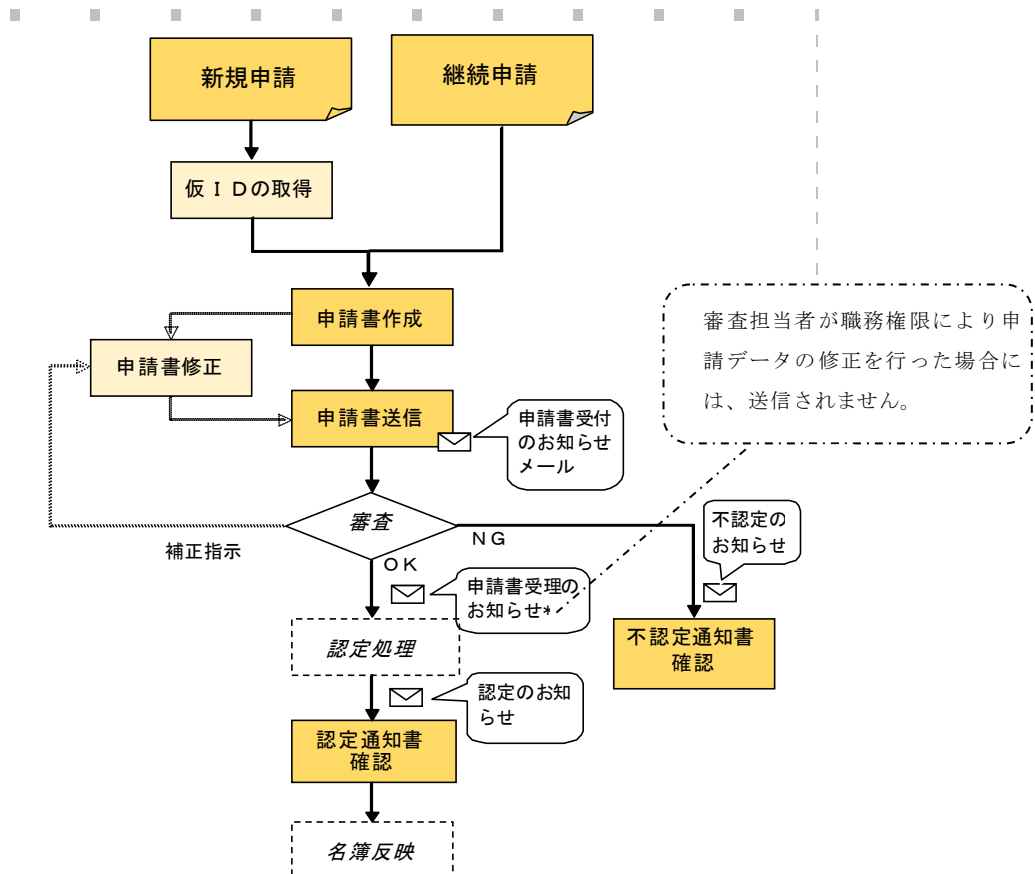 新規申請
継続申請
仮ＩＤの取得
申請書作成
申請書修正
審査担当者が職務権限により申
請データの修正を行った場合に
は、送信されません。
申請書送信
申請書受付
のお知らせ
メール
審査
補正指示
ＮＧ
ＯＫ
不認定の
お知らせ
申請書受理の
お知らせ*
認定処理
不認定通知書
確認
認定のお知
らせ
認定通知書
確認
名簿反映